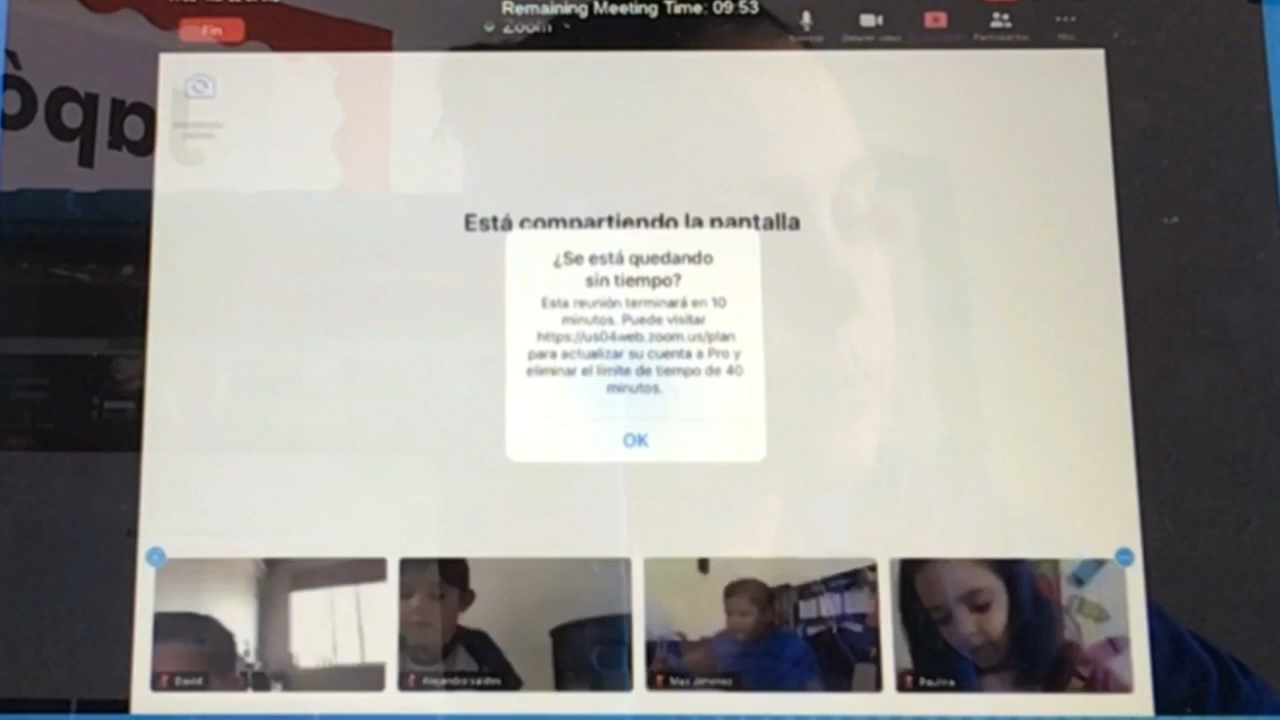 Remaining Meeting Time: 09:53
Fin
Zoom
apó
Está compartiendo la pantalla
¿Se está quedando
sin tiempo?
Esta reunión terminará en 10
minutos. Puede visitar
https://us04web.zoom.us/plan
para actualizar su cuenta a Pro y
eliminar el límite de tiempo de 40
minutos.
OK
David
Alejandro valdes
Max Jimenez
Paulina